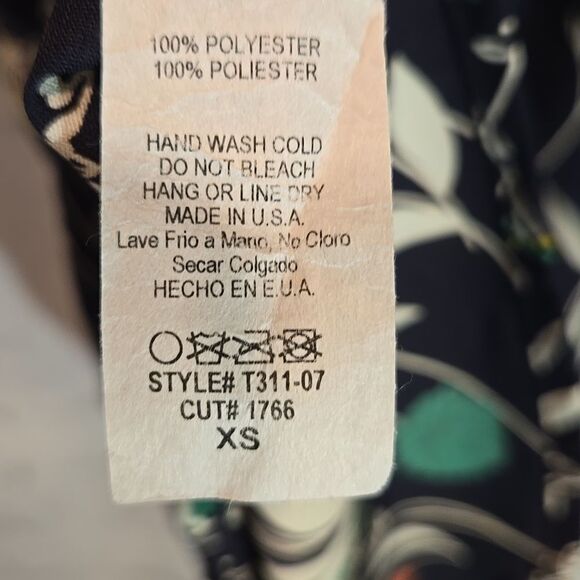 100% POLYESTER
100% POLIESTER
HAND WASH COLD
DO NOT BLEACH
HANG OR LINE DRY
MADE IN U.S.A.
Lave Frio a Mano, No Cloro
Secar Colgado
HECHO EN E.U.A.
STYLE# T311-07
CUT# 1766
XS